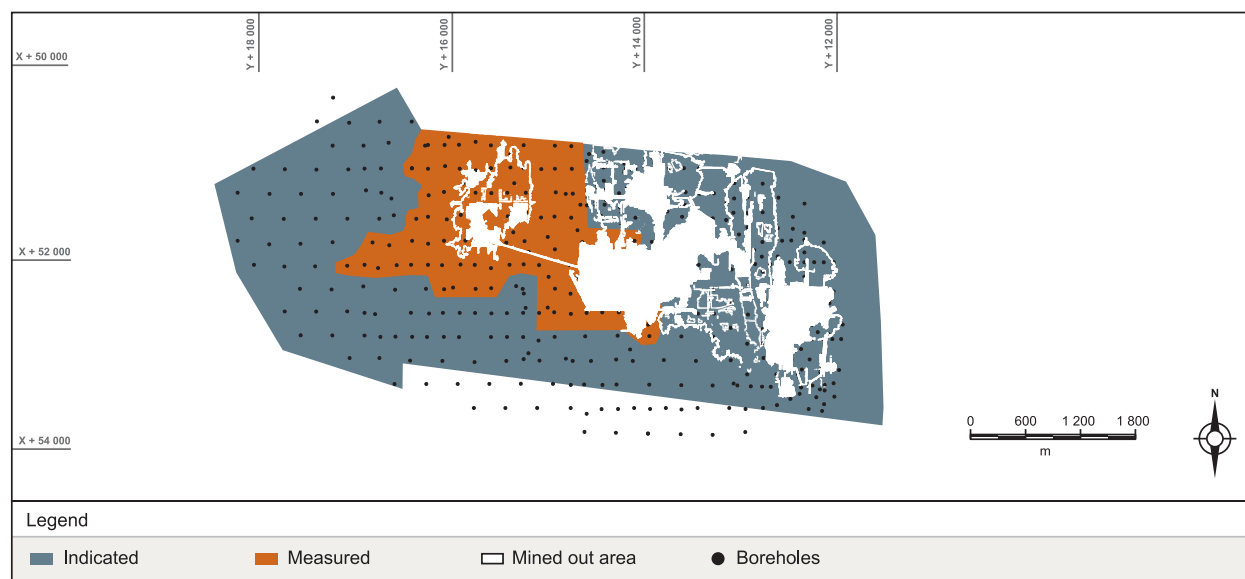 Y + 18 000
Y + 16 000
Y + 14 000
Y + 12 000
X + 50 000
X + 52 000
X + 54 000
0 600 1 200 1 800
m
N
Legend
Indicated Measured Mined out area Boreholes